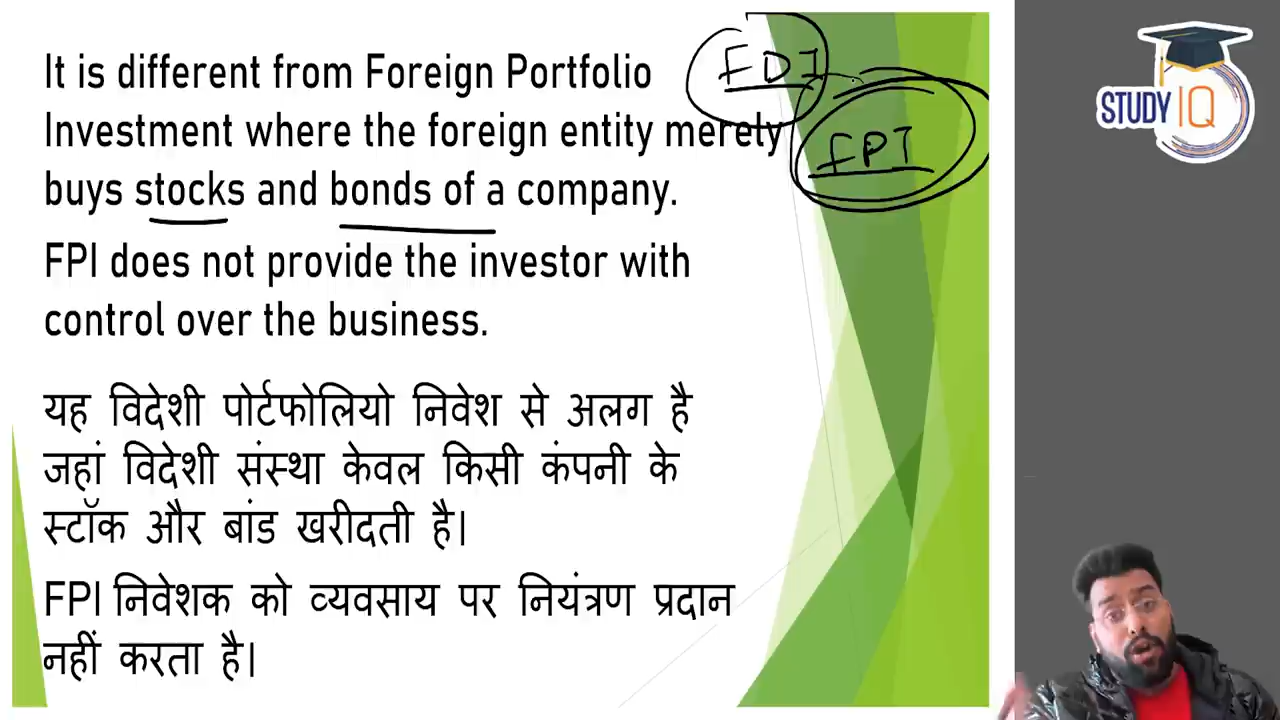 It is different from Foreign Portfolio
Investment where the foreign entity merely
buys stocks and bonds of a company.
FPI does not provide the investor with
control over the business.
यह विदेशी पोर्टफोलियो निवेश से अलग है
जहां विदेशी संस्था केवल किसी कंपनी के
स्टॉक और बांड खरीदती है।
FPI निवेशक को व्यवसाय पर नियंत्रण प्रदान
नहीं करता है।
FDI
FPI
STUDY IQ